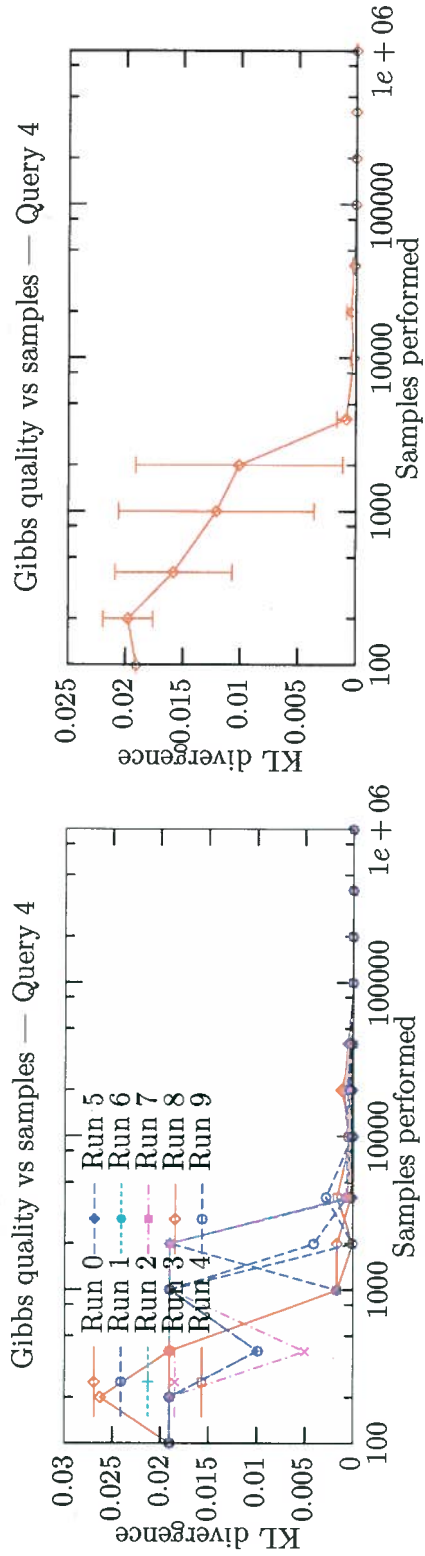 Gibbs quality vs samples — Query 4
0.03
0.025
0.02
0.015
0.01
0.005
0
KL divergence
Run 0
Run 1
Run 2
Run 3
Run 4
Run 5
Run 6
Run 7
Run 8
Run 9
100
1000
10000
100000
1e + 06
Samples performed
Gibbs quality vs samples — Query 4
0.025
0.02
0.015
0.01
0.005
0
KL divergence
100
1000
10000
100000
1e + 06
Samples performed